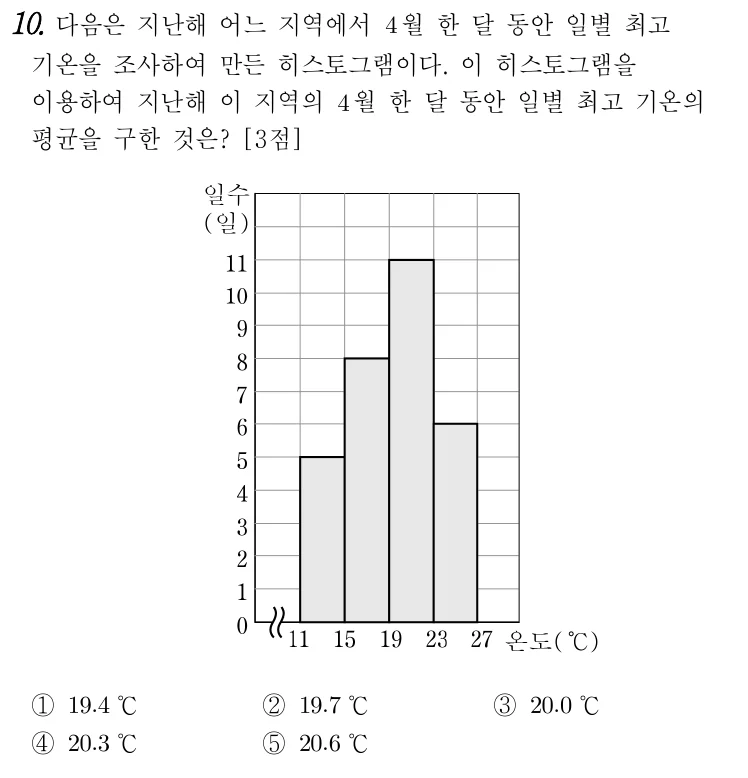 10. 다음은 지난해 어느 지역에서 4월 한 달 동안 일별 최고
기온을 조사하여 만든 히스토그램이다. 이 히스토그램을
이용하여 지난해 이 지역의 4월 한 달 동안 일별 최고 기온의
평균을 구한 것은? [3점]
일수
(일)
11
10
9
8
7
6
5
4
3
2
1
0
11 15 19 23 27 온도(℃)
① 19.4 ℃ ② 19.7 ℃ ③ 20.0 ℃
④ 20.3 ℃ ⑤ 20.6 ℃